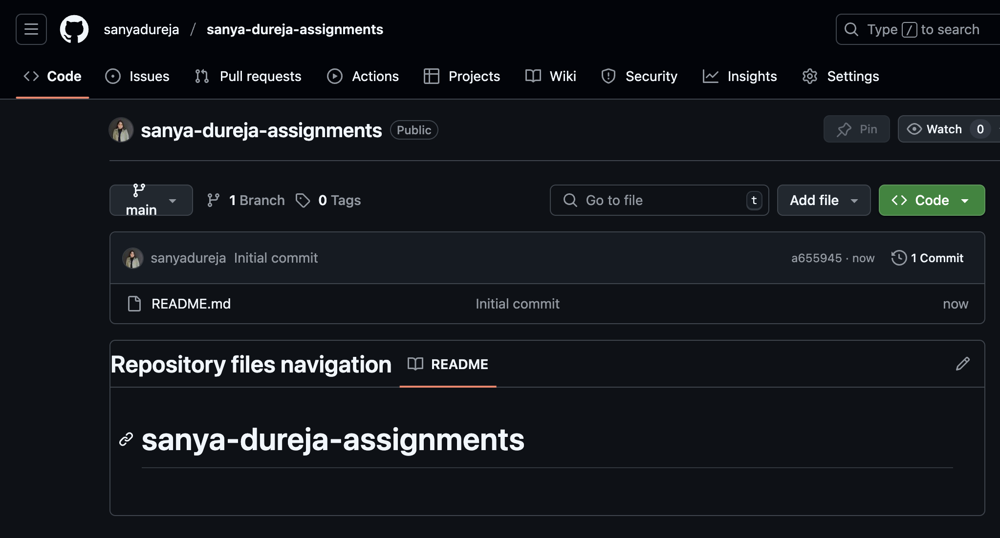 sanyadureja / sanya-dureja-assignments
Type / to search
Code Issues Pull requests Actions Projects Wiki Security Insights Settings
sanya-dureja-assignments Public
Pin Watch 0
main 1 Branch 0 Tags
Go to file t Add file Code
sanyadureja Initial commit a655945 · now 1 Commit
README.md Initial commit now
Repository files navigation README
sanya-dureja-assignments